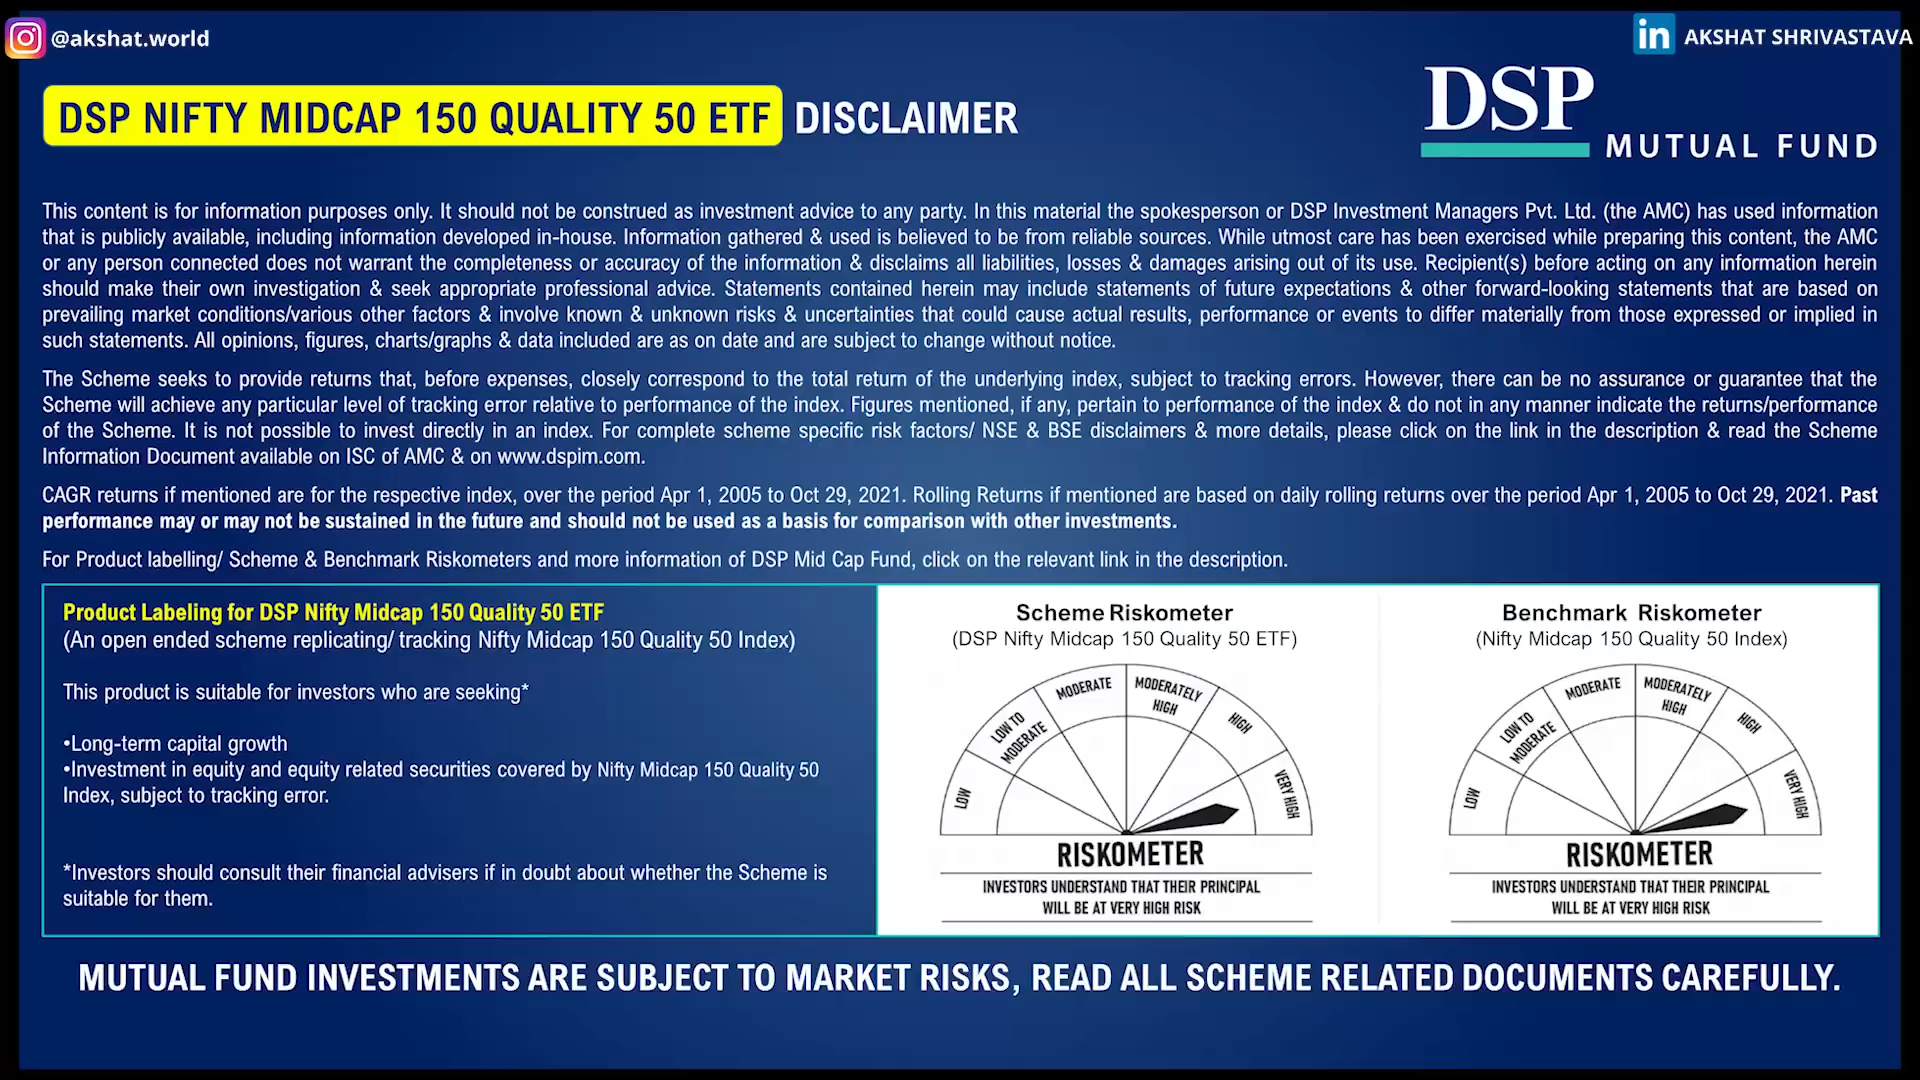 @akshat.world
AKSHAT SHRIVASTAVA
DSP NIFTY MIDCAP 150 QUALITY 50 ETF DISCLAIMER
DSP
MUTUAL FUND
This content is for information purposes only. It should not be construed as investment advice to any party. In this material the spokesperson or DSP Investment Managers Pvt. Ltd. (the AMC) has used information
that is publicly available, including information developed in-house. Information gathered & used is believed to be from reliable sources. While utmost care has been exercised while preparing this content, the AMC
or any person connected does not warrant the completeness or accuracy of the information & disclaims all liabilities, losses & damages arising out of its use. Recipient(s) before acting on any information herein
should make their own investigation & seek appropriate professional advice. Statements contained herein may include statements of future expectations & other forward-looking statements that are based on
prevailing market conditions/various other factors & involve known & unknown risks & uncertainties that could cause actual results, performance or events to differ materially from those expressed or implied in
such statements. All opinions, figures, charts/graphs & data included are as on date and are subject to change without notice.
The Scheme seeks to provide returns that, before expenses, closely correspond to the total return of the underlying index, subject to tracking errors. However, there can be no assurance or guarantee that the
Scheme will achieve any particular level of tracking error relative to performance of the index. Figures mentioned, if any, pertain to performance of the index & do not in any manner indicate the returns/performance
of the Scheme. It is not possible to invest directly in an index. For complete scheme specific risk factors/ NSE & BSE disclaimers & more details, please click on the link in the description & read the Scheme
Information Document available on ISC of AMC & on www.dspim.com.
CAGR returns if mentioned are for the respective index, over the period Apr 1, 2005 to Oct 29, 2021. Rolling Returns if mentioned are based on daily rolling returns over the period Apr 1, 2005 to Oct 29, 2021. Past
performance may or may not be sustained in the future and should not be used as a basis for comparison with other investments.
For Product labelling/ Scheme & Benchmark Riskometers and more information of DSP Mid Cap Fund, click on the relevant link in the description.
Product Labeling for DSP Nifty Midcap 150 Quality 50 ETF
(An open ended scheme replicating/ tracking Nifty Midcap 150 Quality 50 Index)
This product is suitable for investors who are seeking*
•Long-term capital growth
•Investment in equity and equity related securities covered by Nifty Midcap 150 Quality 50
Index, subject to tracking error.
*Investors should consult their financial advisers if in doubt about whether the Scheme is
suitable for them.
Scheme Riskometer
(DSP Nifty Midcap 150 Quality 50 ETF)
LOW
LOW TO
MODERATE
MODERATE
MODERATELY
HIGH
HIGH
VERY HIGH
RISKOMETER
INVESTORS UNDERSTAND THAT THEIR PRINCIPAL
WILL BE AT VERY HIGH RISK
Benchmark Riskometer
(Nifty Midcap 150 Quality 50 Index)
LOW
LOW TO
MODERATE
MODERATE
MODERATELY
HIGH
HIGH
VERY HIGH
RISKOMETER
INVESTORS UNDERSTAND THAT THEIR PRINCIPAL
WILL BE AT VERY HIGH RISK
MUTUAL FUND INVESTMENTS ARE SUBJECT TO MARKET RISKS, READ ALL SCHEME RELATED DOCUMENTS CAREFULLY.